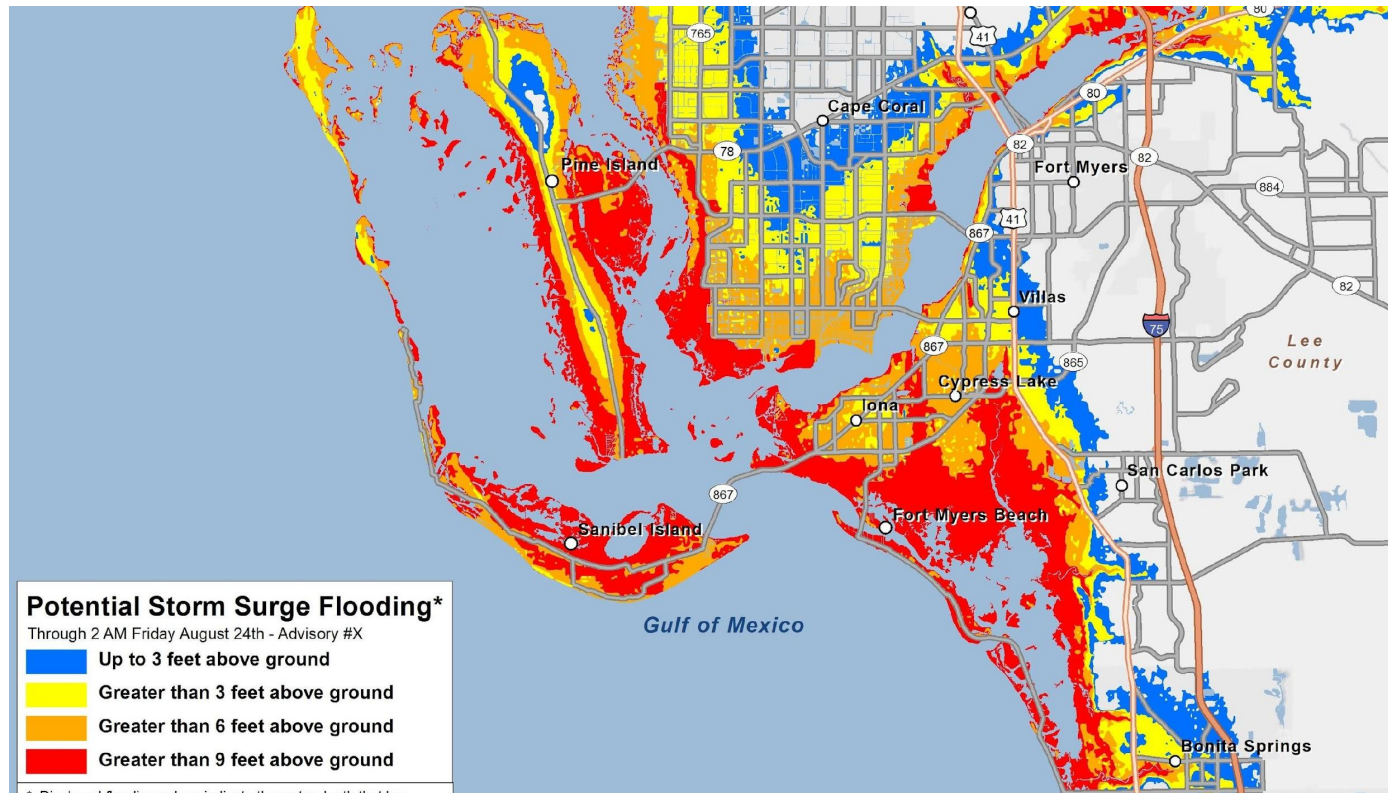 80
41
765
80
Cape Coral
78
82
Pine Island
Fort Myers
82
884
41
867
82
Villas
75
867
865
Lee
County
Cypress Lake
Iona
San Carlos Park
867
Fort Myers Beach
Sanibel Island
Gulf of Mexico
Bonita Springs
Potential Storm Surge Flooding*
Through 2 AM Friday August 24th - Advisory #X
Up to 3 feet above ground
Greater than 3 feet above ground
Greater than 6 feet above ground
Greater than 9 feet above ground